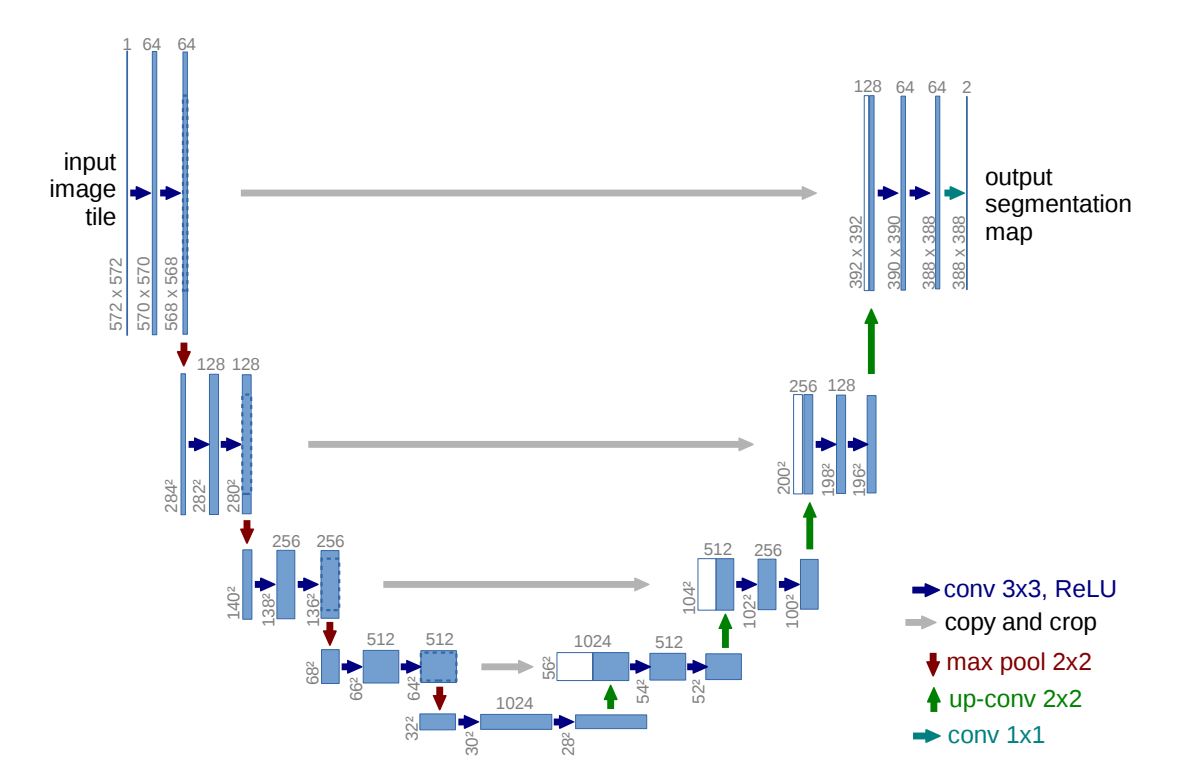 1 64 64
input
image
tile
572 x 572
570 x 570
568 x 568
128 64 64 2
output
segmentation
map
392 x 392
390 x 390
388 x 388
388 x 388
128 128
284²
282²
280²
256 128
200²
198²
196²
256 256
140²
138²
136²
512 256
104²
102²
100²
512 512
68²
66²
64²
1024 512
56²
54²
52²
1024
32²
30²
28²
conv 3x3, ReLU
copy and crop
max pool 2x2
up-conv 2x2
conv 1x1